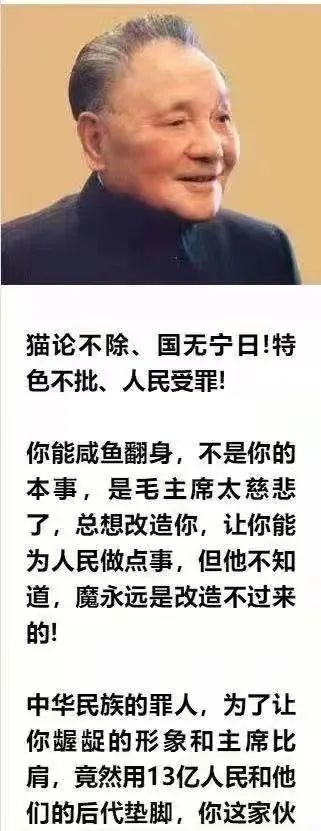 猫论不除、国无宁日!特
色不批、人民受罪!
你能咸鱼翻身，不是你的
本事，是毛主席太慈悲
了，总想改造你，让你能
为人民做点事，但他不知
道，魔永远是改造不过来
的!
中华民族的罪人，为了让
你龌龊的形象和主席比
肩，竟然用13亿人民和他
们的后代垫脚，你这家伙